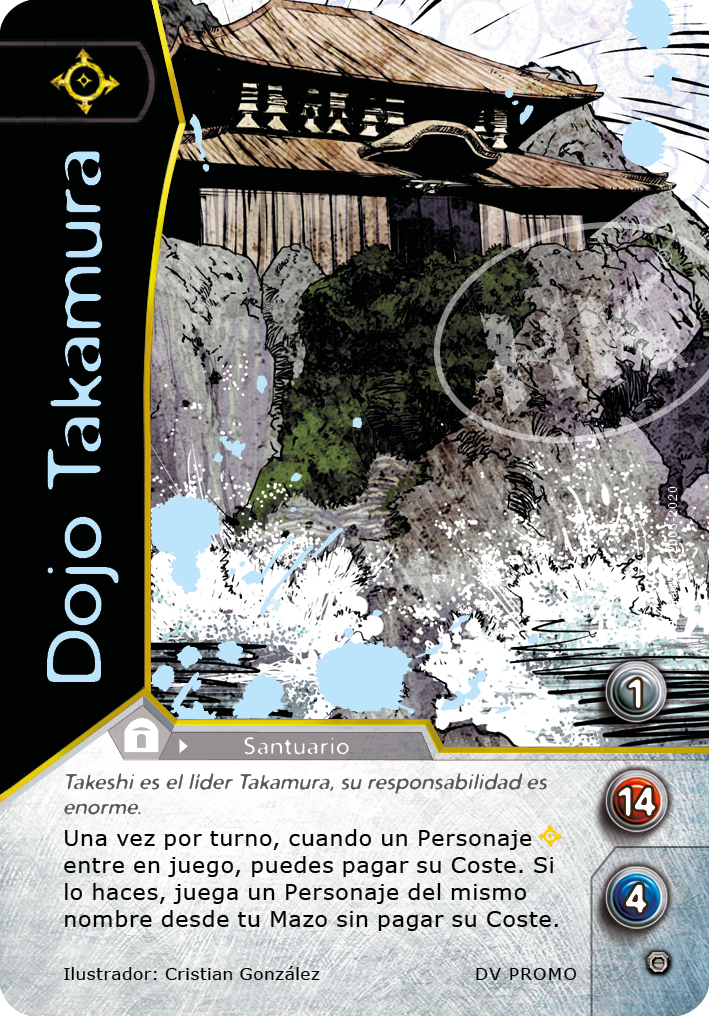 Dojo Takamura
1
Santuario
Takeshi es el líder Takamura, su responsabilidad es
enorme.
14
Una vez por turno, cuando un Personaje
entre en juego, puedes pagar su Coste. Si
lo haces, juega un Personaje del mismo
nombre desde tu Mazo sin pagar su Coste.
4
Ilustrador: Cristian González
DV PROMO